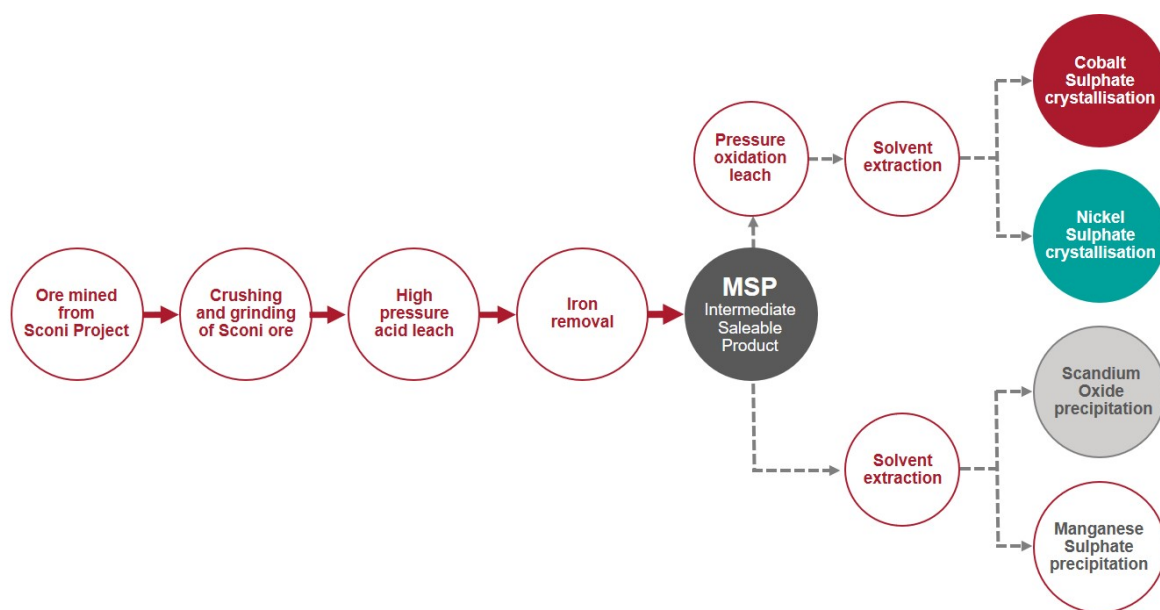 Ore mined
from
Sconi Project
Crushing
and grinding
of Sconi ore
High
pressure
acid leach
Iron
removal
MSP
Intermediate
Saleable
Product
Pressure
oxidation
leach
Solvent
extraction
Cobalt
Sulphate
crystallisation
Nickel
Sulphate
crystallisation
Solvent
extraction
Scandium
Oxide
precipitation
Manganese
Sulphate
precipitation